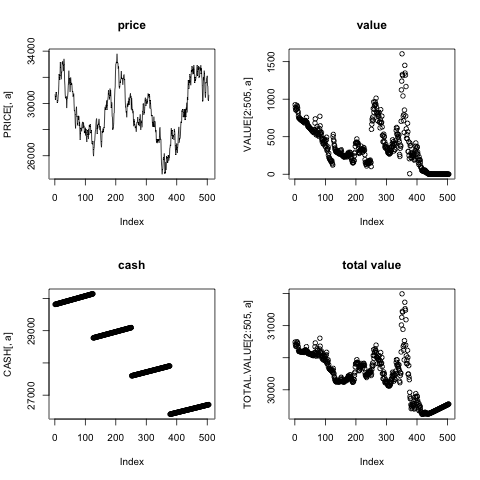 price
value
PRICE[, a]
26000 30000 34000
0 100 200 300 400 500
Index
VALUE[2:505, a]
0 500 1000 1500
0 100 200 300 400 500
Index
cash
total value
CASH[, a]
27000 29000
0 100 200 300 400 500
Index
TOTAL.VALUE[2:505, a]
30000 31000
0 100 200 300 400 500
Index